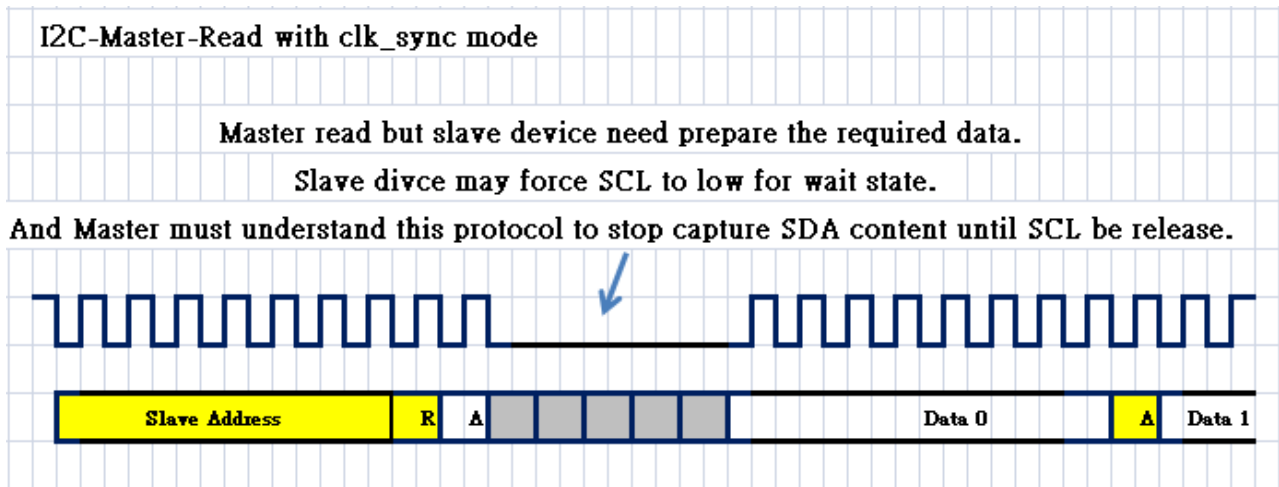 I2C-Master-Read with clk_sync mode
Master read but slave device need prepare the required data.
Slave divce may force SCL to low for wait state.
And Master must understand this protocol to stop capture SDA content until SCL be release.
Slave Address R A Data 0 A Data 1